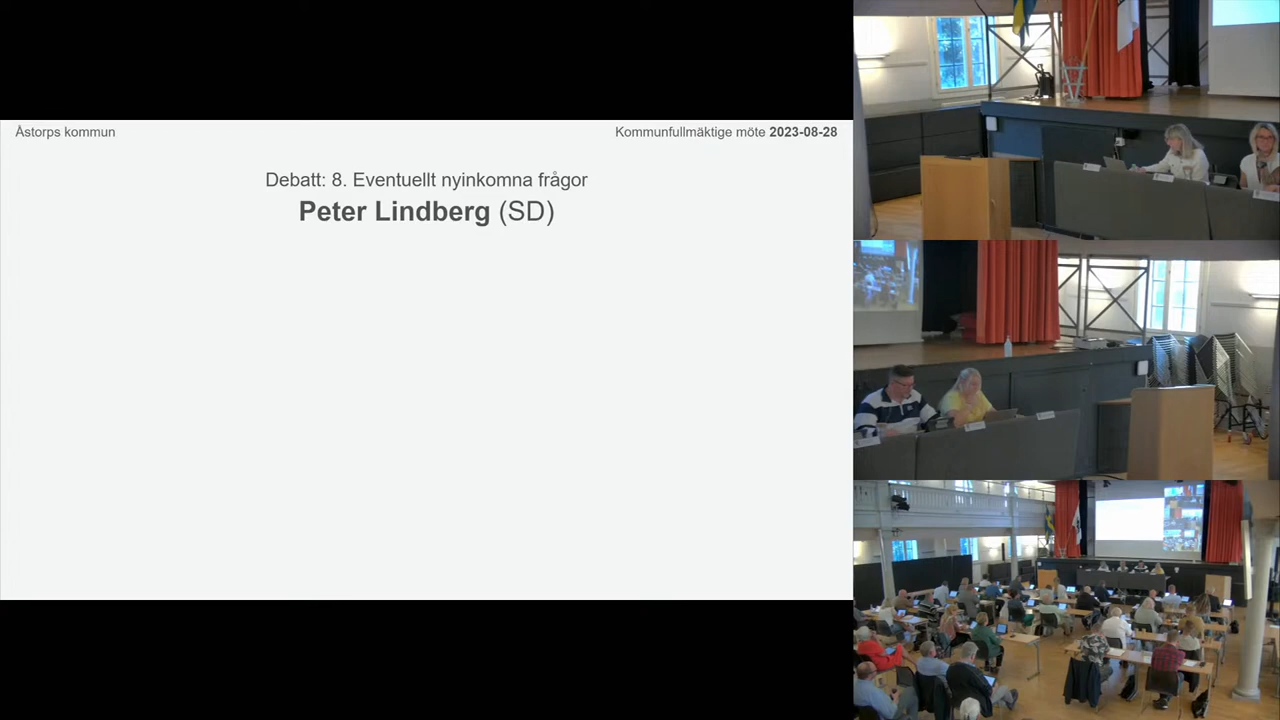 Åstorps kommun
Kommunfullmäktige möte 2023-08-28
Debatt: 8. Eventuellt nyinkomna frågor
Peter Lindberg (SD)